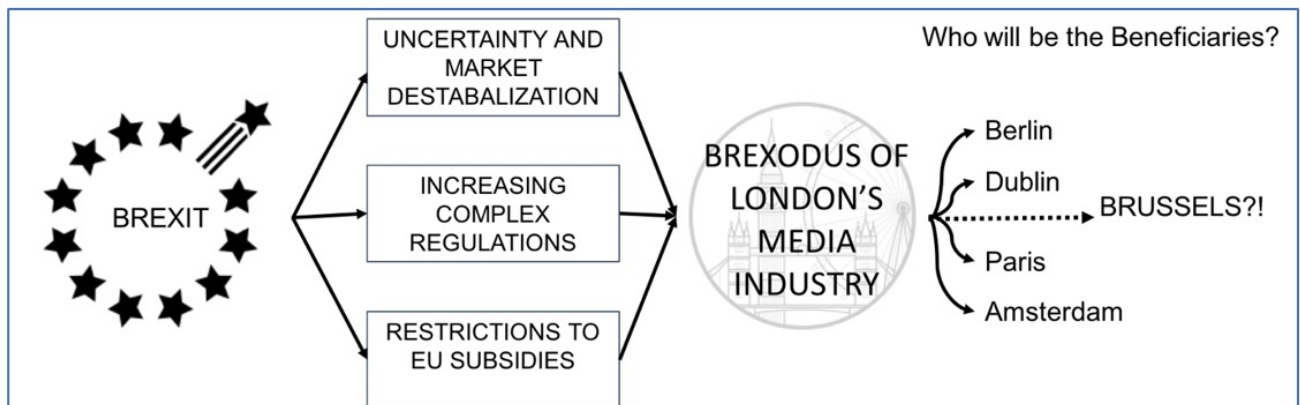 BREXIT
UNCERTAINTY AND
MARKET
DESTABALIZATION
INCREASING
COMPLEX
REGULATIONS
RESTRICTIONS TO
EU SUBSIDIES
BREXODUS OF
LONDON'S
MEDIA
INDUSTRY
Who will be the Beneficiaries?
Berlin
Dublin
BRUSSELS?!
Paris
Amsterdam